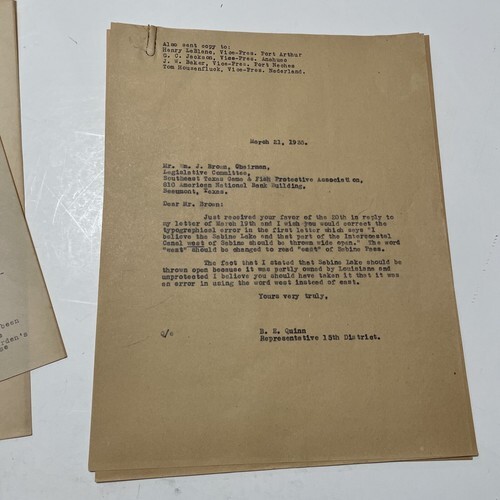 Also sent copy to:
Henry LeBlanc, Vice-Pres. Port Arthur
C. C. Jackson, Vice-Pres. Anahuac
J. W. Baker, Vice-Pres. Port Neches
Tom Housenfluck, Vice-Pres. Nederland.
March 21, 1933.
Mr. Wm. J. Brown, Chairman,
Legislative Committee,
Southeast Texas Game & Fish Protective Association,
610 American National Bank Building,
Beaumont, Texas.
Dear Mr. Brown:
Just received your favor of the 20th in reply to
my letter of March 19th and I wish you would correct the
typographical error in the first letter which says "I
believe the Sabine Lake and that part of the Intercoastal
Canal west of Sabine should be thrown wide open." The word
"west" should be changed to read "east" of Sabine Pass.
The fact that I stated that Sabine Lake should be
thrown open because it was partly owned by Louisiana and
unprotected I believe you should have taken it that it was
an error in using the word west instead of east.
Yours very truly,
B. E. Quinn
Representative 15th District.
been